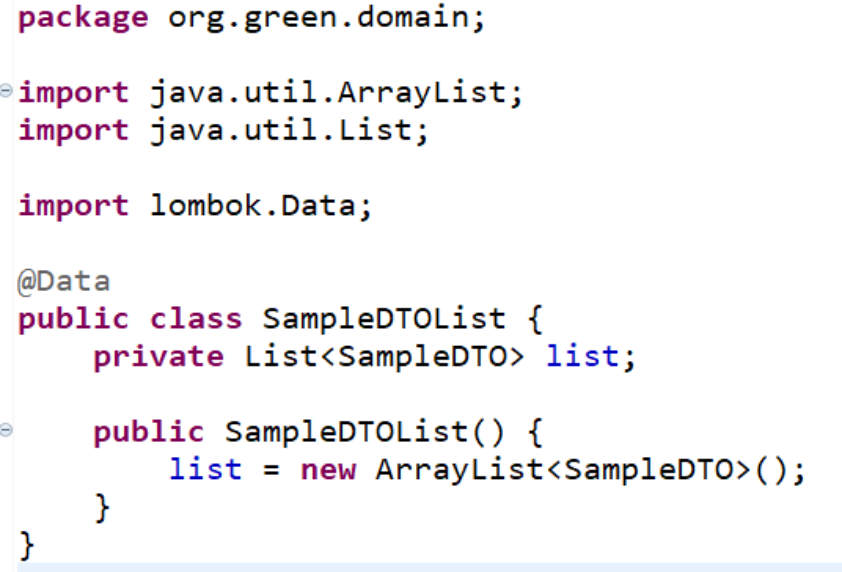 package org.green.domain;
import java.util.ArrayList;
import java.util.List;
import lombok.Data;
@Data
public class SampleDTOList {
    private List<SampleDTO> list;
    public SampleDTOList() {
        list = new ArrayList<SampleDTO>();
    }
}